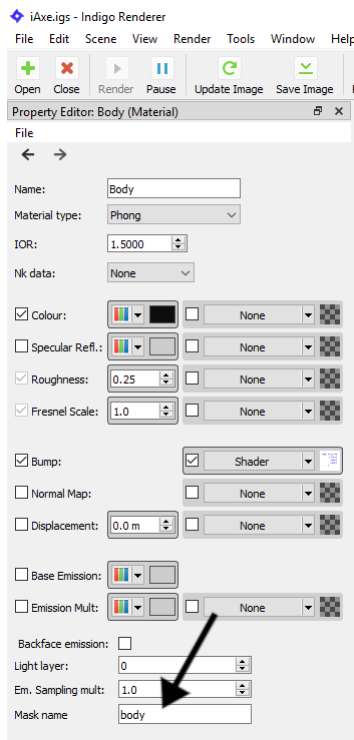 iAxe.igs - Indigo Renderer
File Edit Scene View Render Tools Window Help
Open Close Render Pause Update Image Save Image
Property Editor: Body (Material)
File
Name: Body
Material type: Phong
IOR: 1.5000
Nk data: None
Colour: None
Specular Refl.: None
Roughness: 0.25 None
Fresnel Scale: 1.0 None
Bump: Shader
Normal Map: None
Displacement: 0.0 m None
Base Emission:
Emission Mult: None
Backface emission:
Light layer: 0
Em. Sampling mult: 1.0
Mask name body